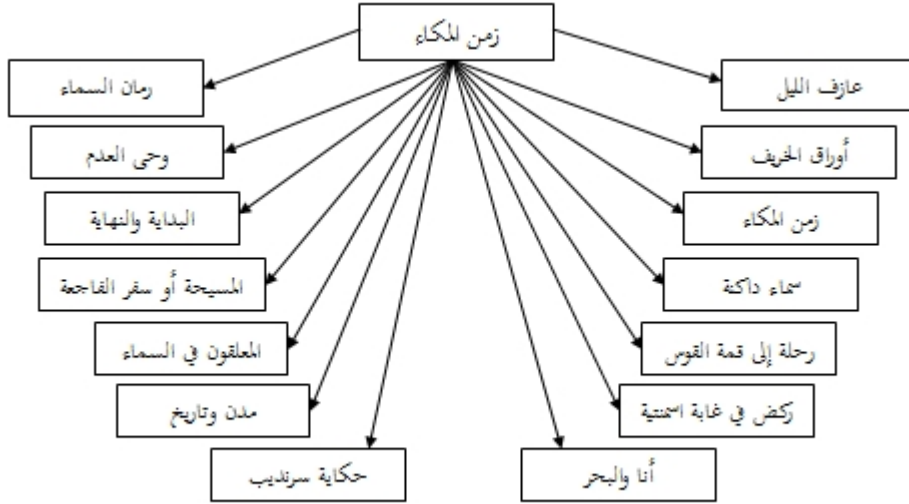 زمن المكاء
عازف الليل
رمان السماء
أوراق الخريف
وحى العدم
زمن المكاء
البداية والنهاية
سماء داكنة
المسيحة أو سفر الفاجعة
رحلة إلى قمة القوس
المعلقون في السماء
ركض في غابة اسمنتية
مدن وتاريخ
أنا والبحر
حكاية سرنديب